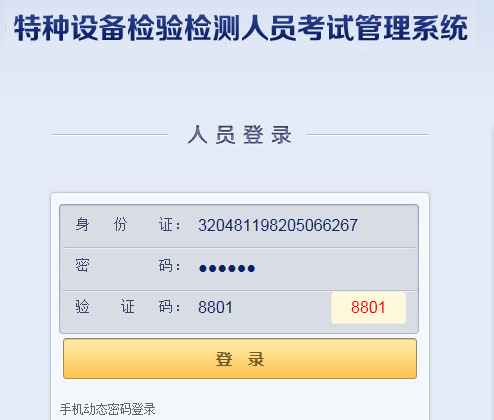 特种设备检验检测人员考试管理系统
人员登录
身份证：320481198205066267
密码：●●●●●●
验证码：8801 8801
登 录
手机动态密码登录